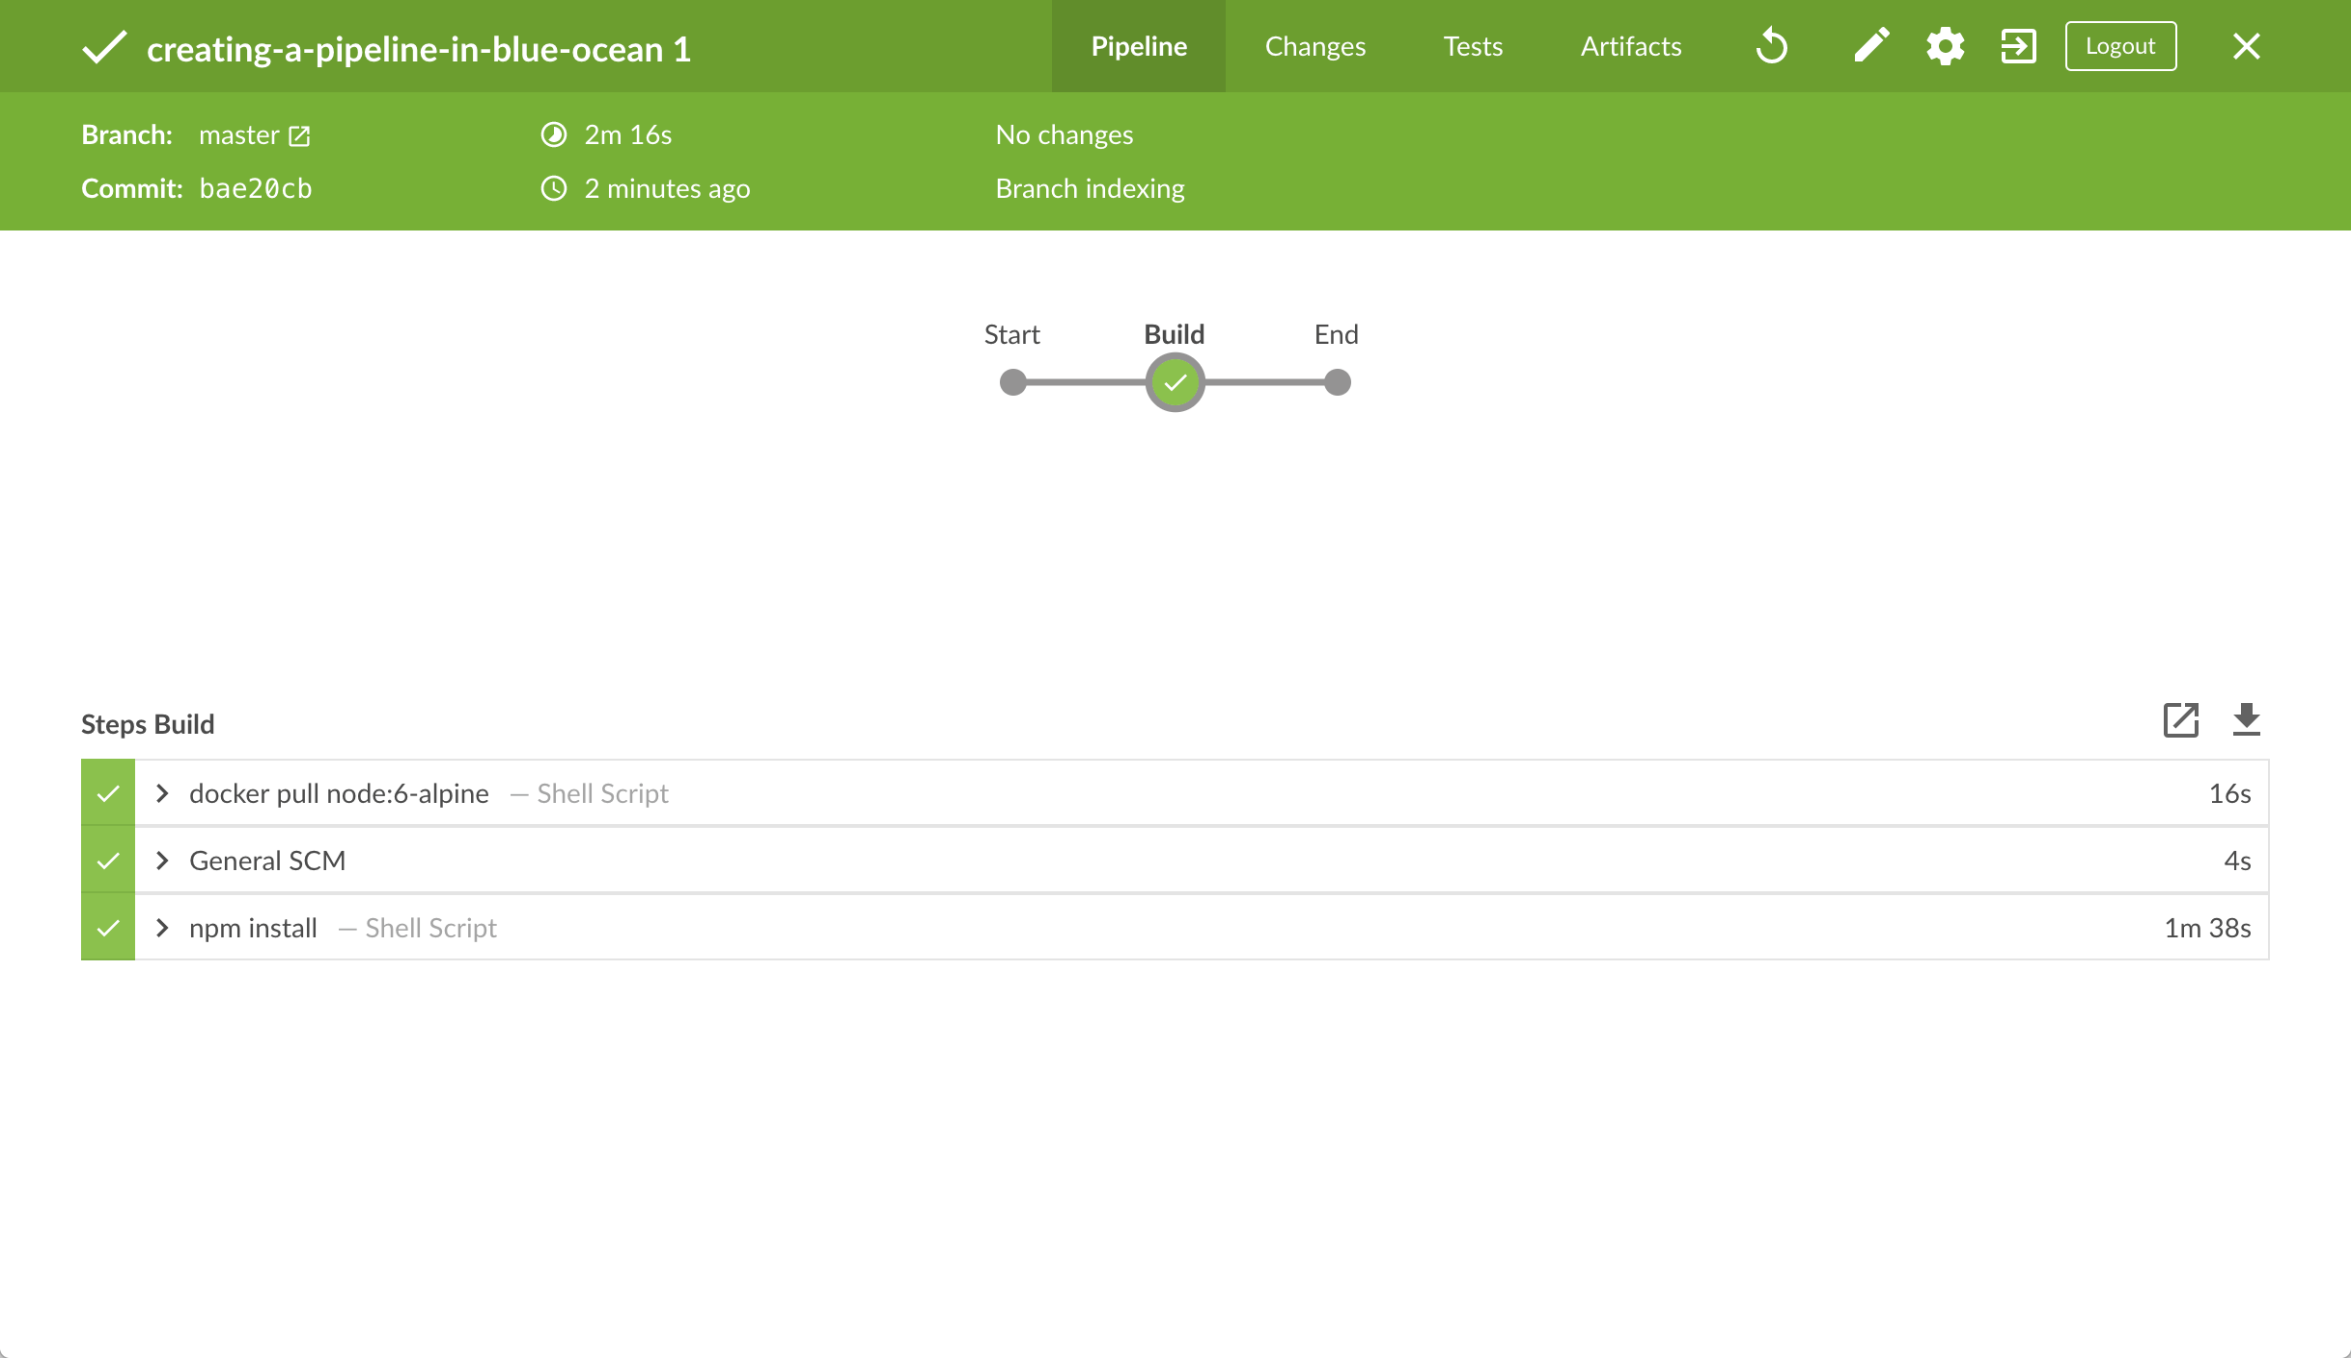 creating-a-pipeline-in-blue-ocean 1
Pipeline Changes Tests Artifacts Logout
Branch: master 2m 16s No changes
Commit: bae20cb 2 minutes ago Branch indexing
Start Build End
Steps Build
docker pull node:6-alpine — Shell Script 16s
General SCM 4s
npm install — Shell Script 1m 38s